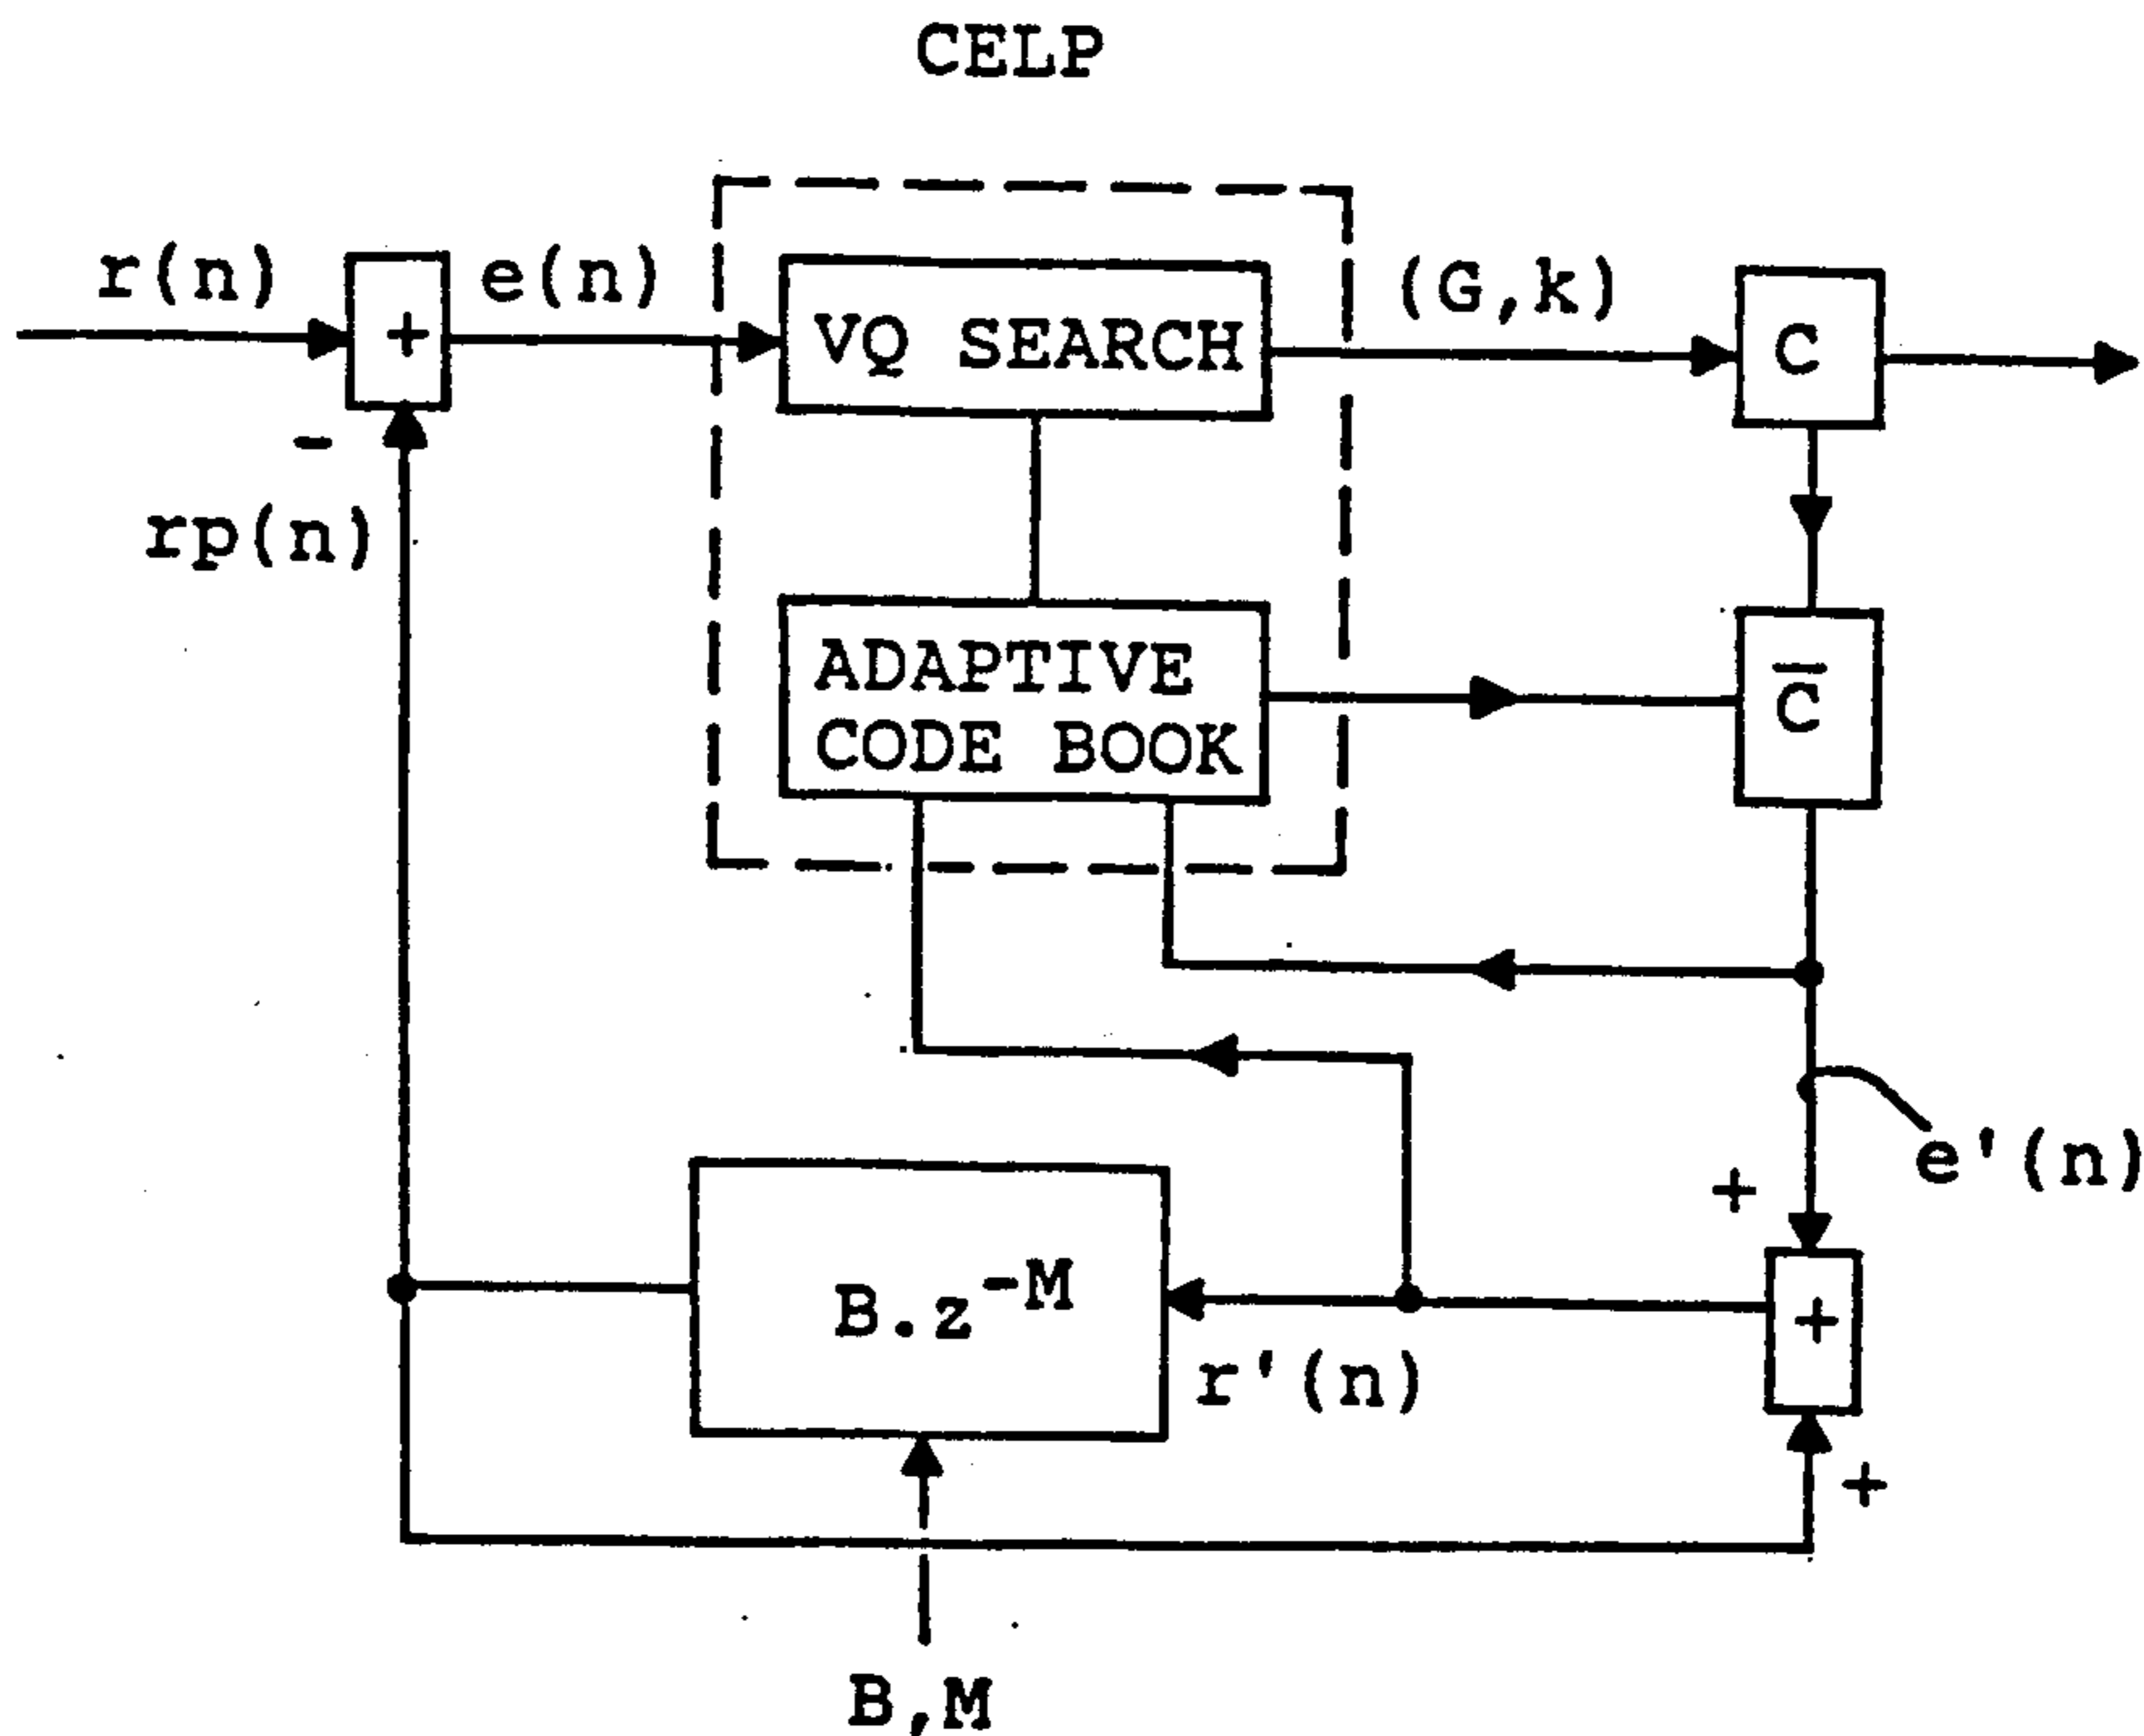 CELP
r(n)
+
e(n)
VQ SEARCH
(G,k)
C
-
rp(n)
ADAPTIVE
CODE BOOK
C̅
e'(n)
+
B.z^-M
r'(n)
+
+
B,M